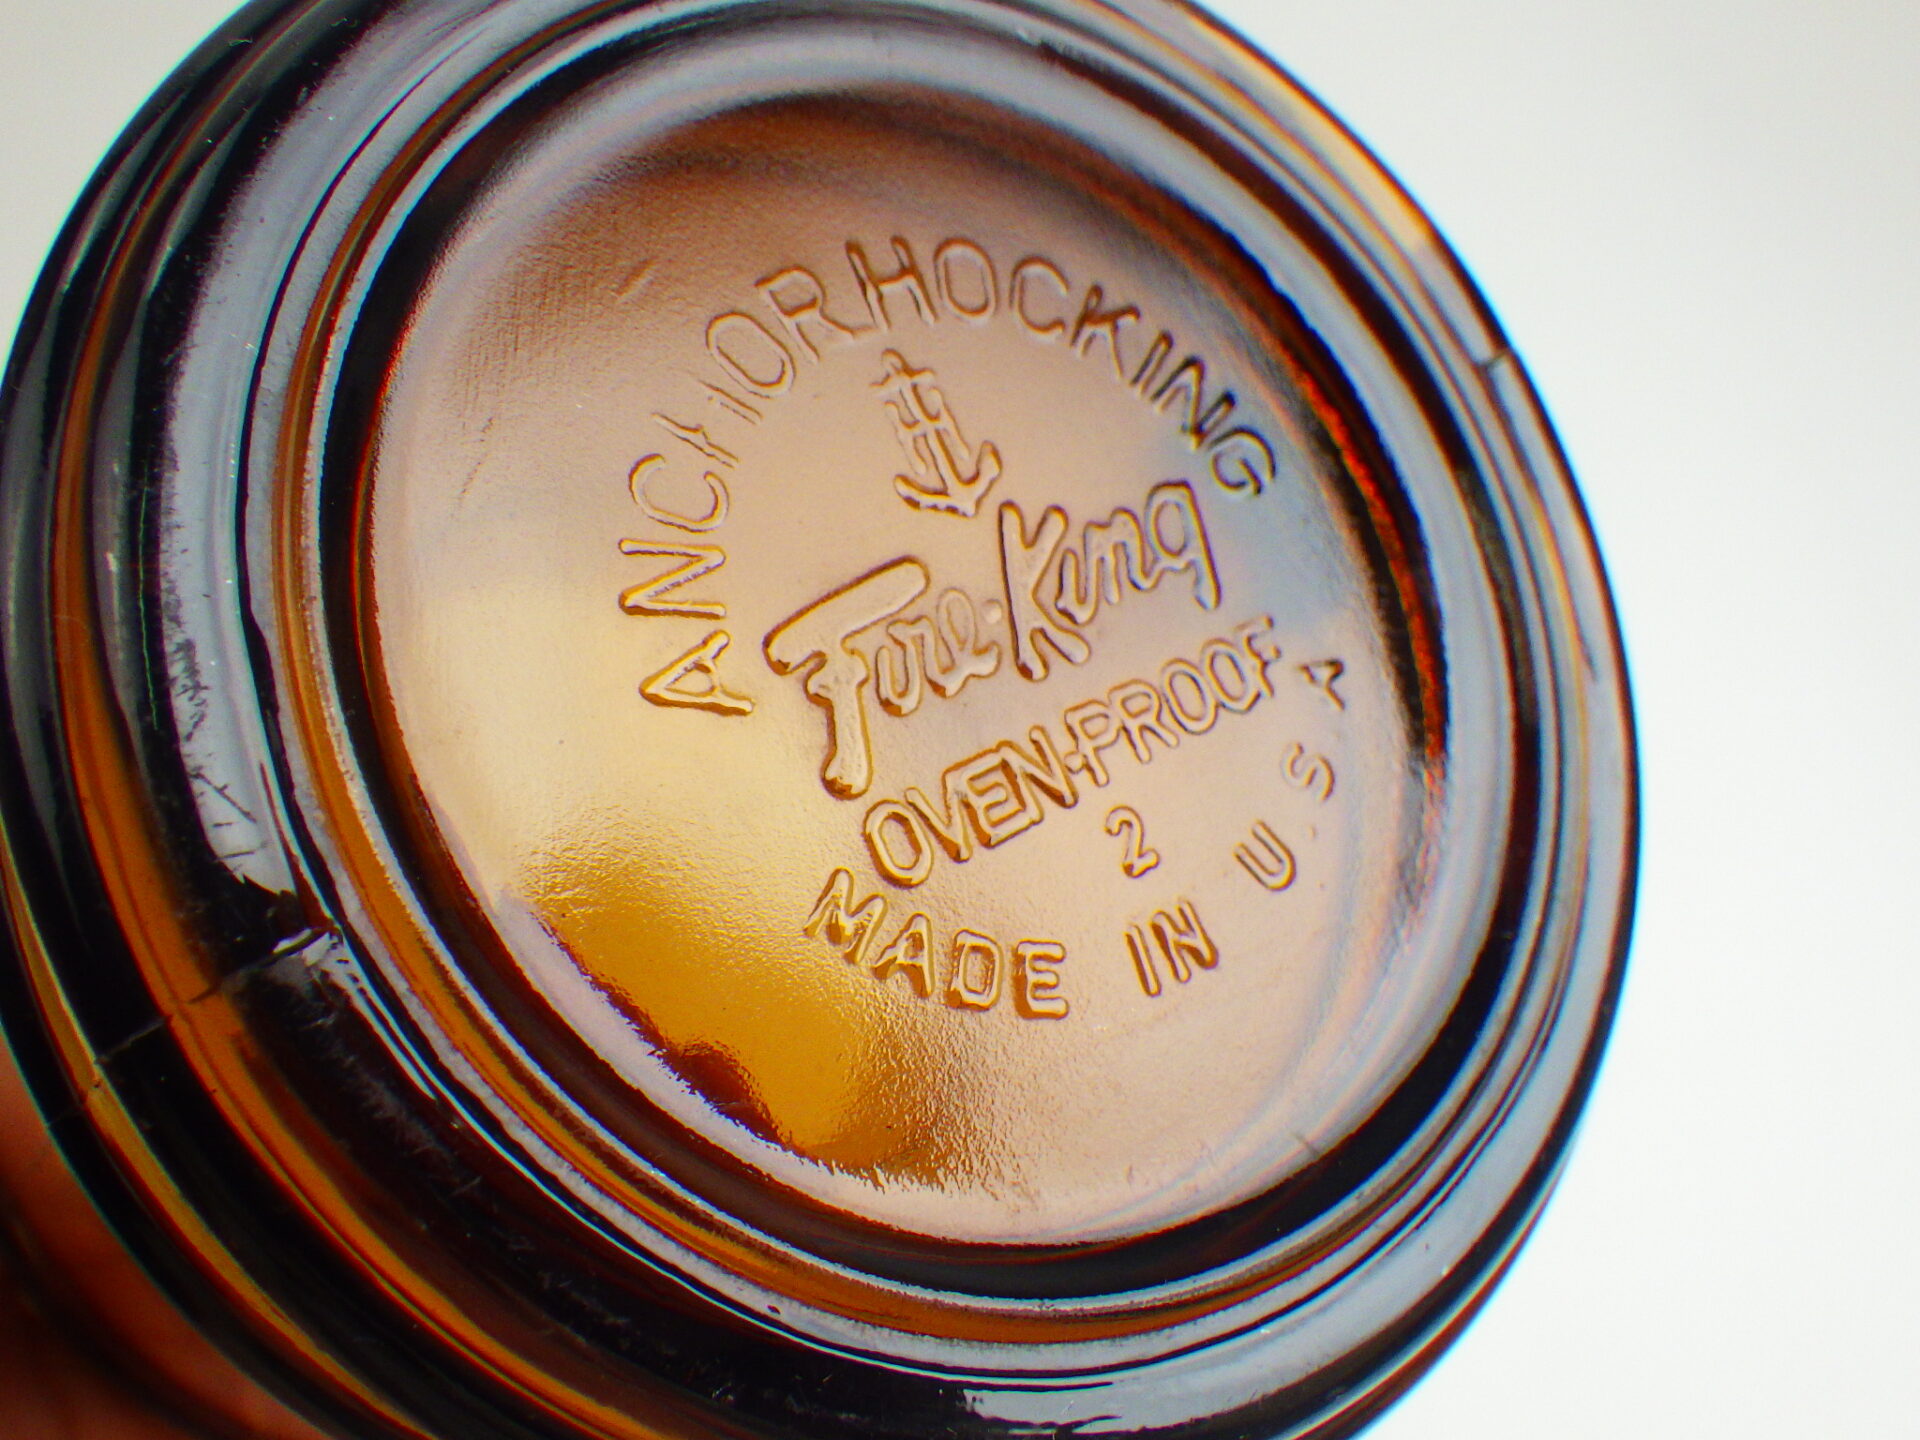 ANCHOR HOCKING
Fire-King
OVEN-PROOF
2
MADE IN U.S.A